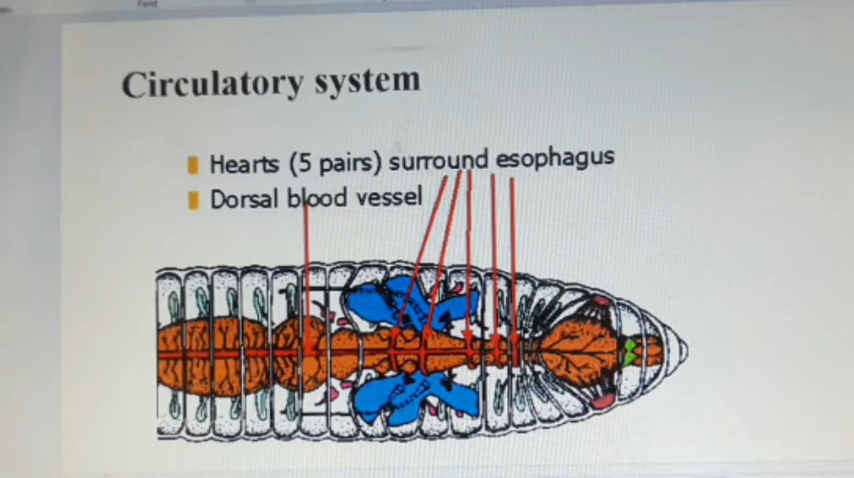 Circulatory system
Hearts (5 pairs) surround esophagus
Dorsal blood vessel